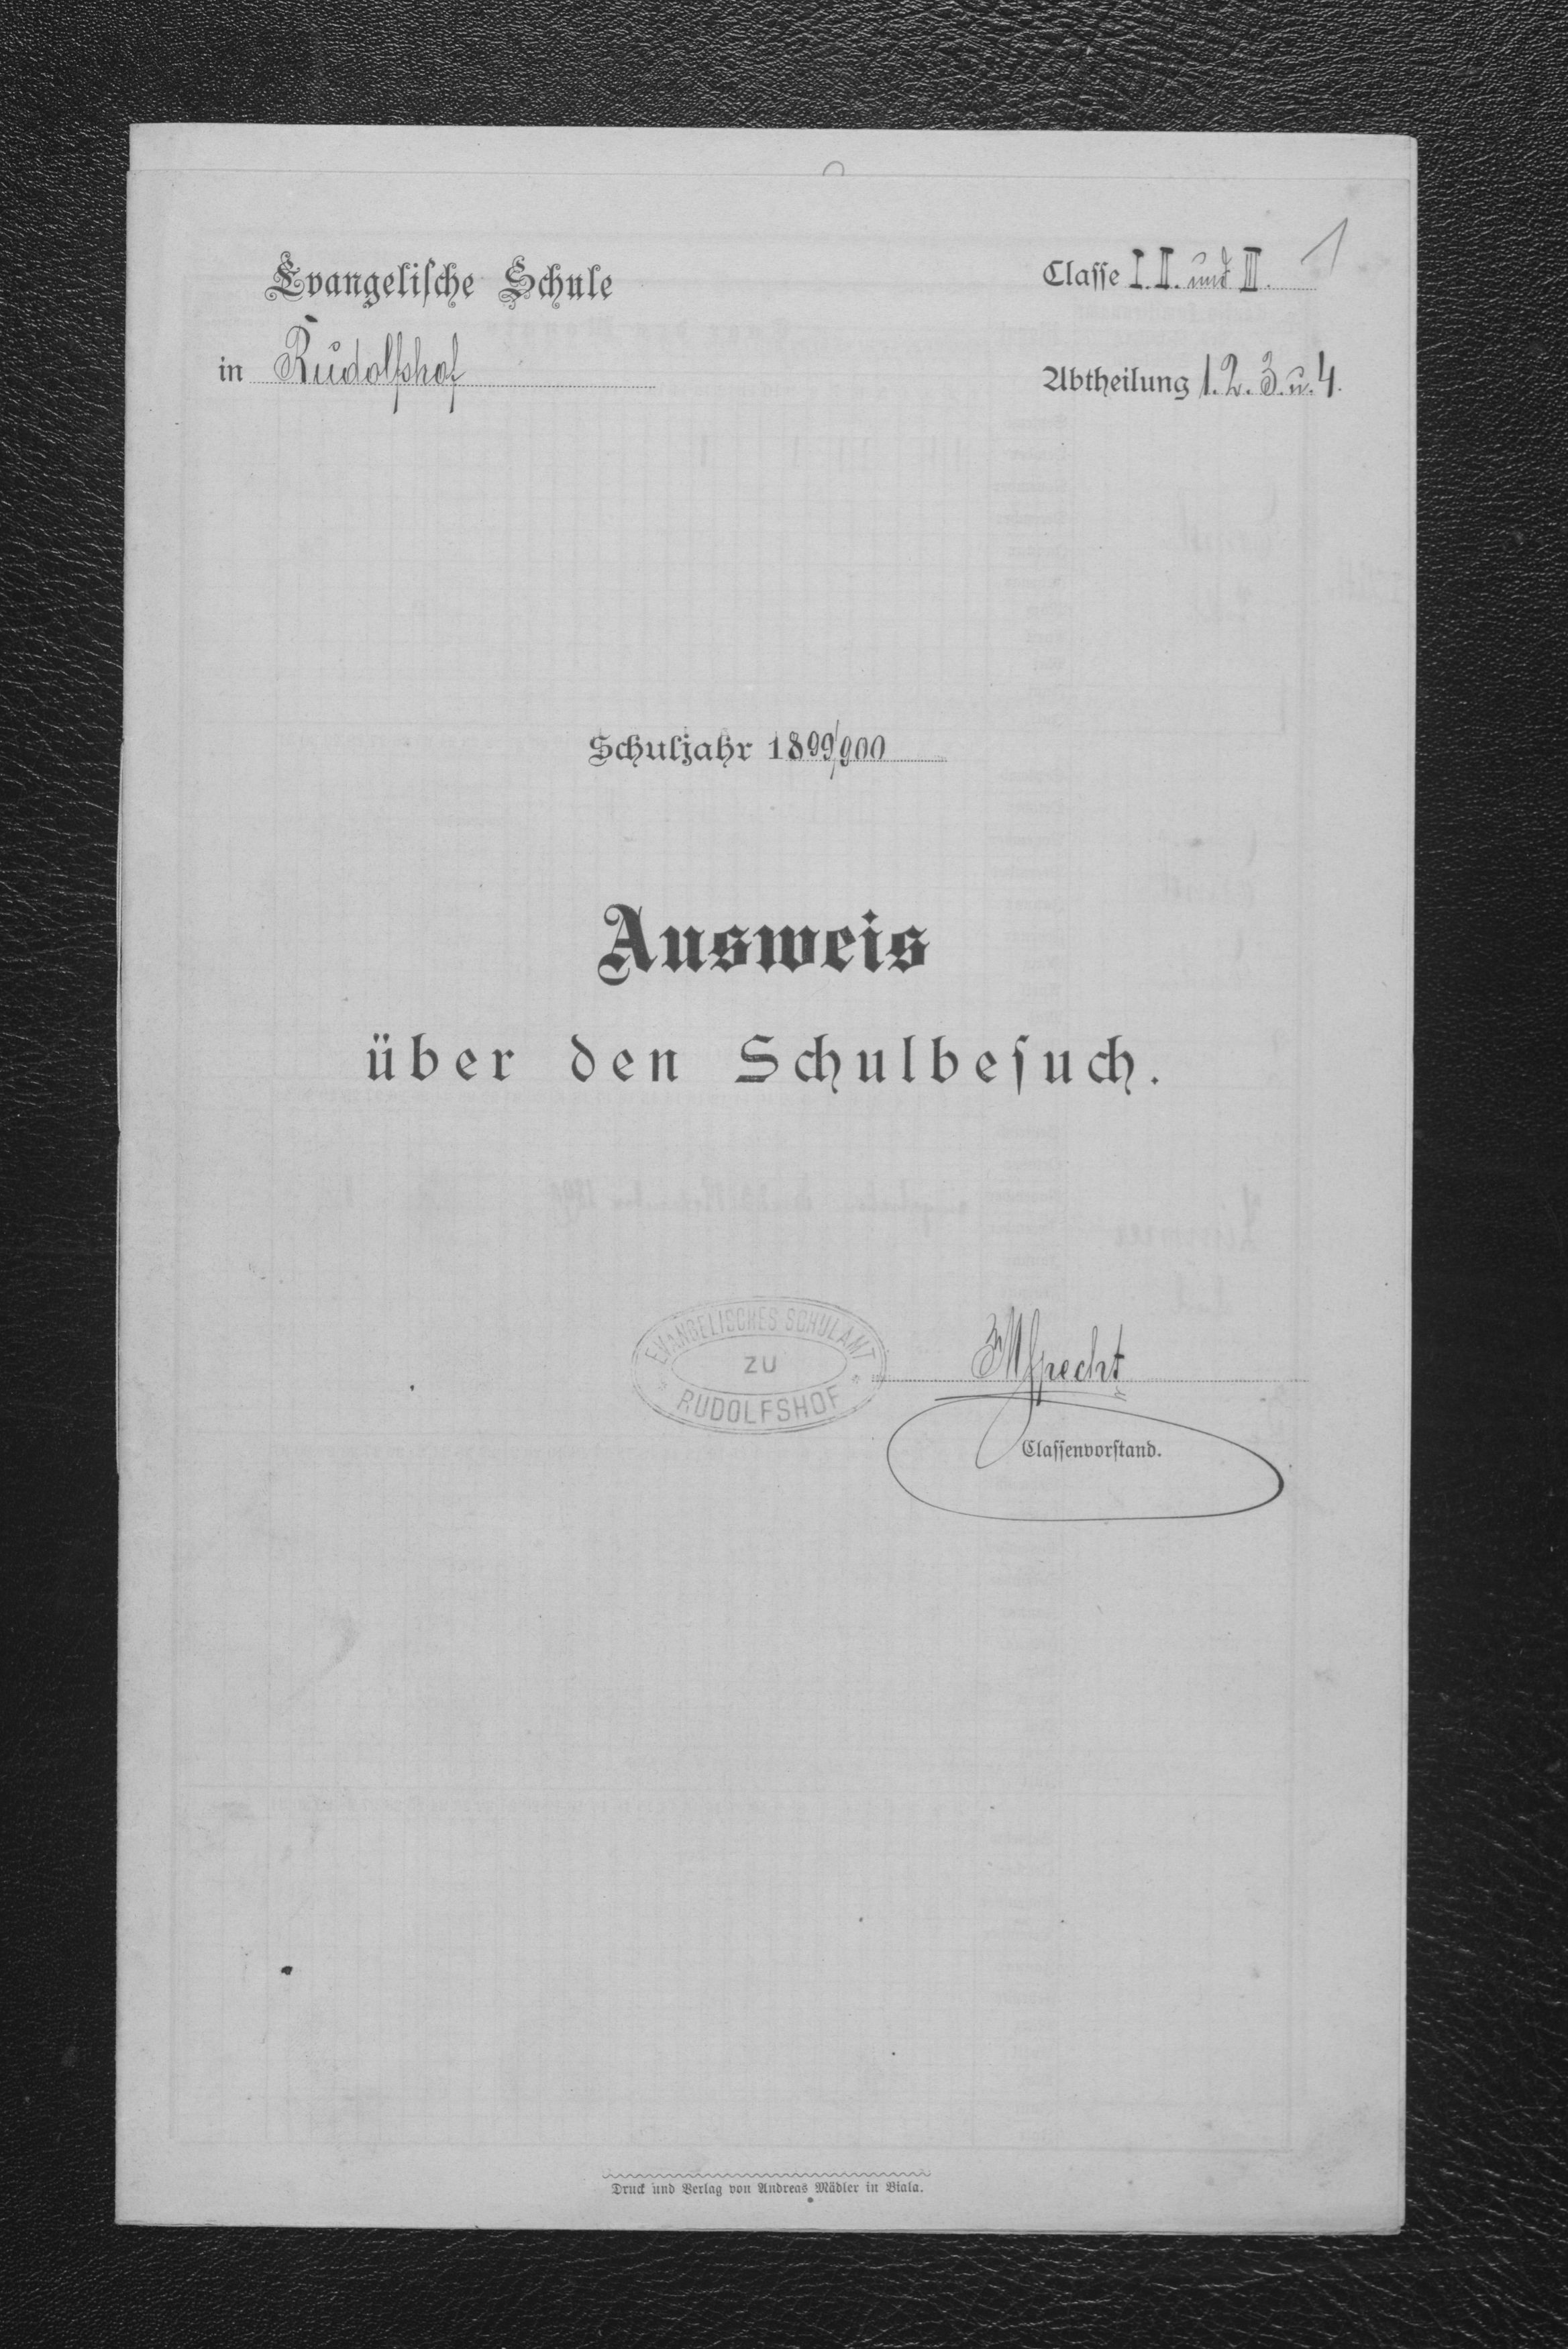 1
Evangeliſche Schule
Claſſe I. II. und III.
in Rudolfshof
Abtheilung 1. 2. 3. u. 4.
Schuljahr 1899/900
Ausweis
über den Schulbeſuch.
EVANGELISCHES SCHULAMT
ZU
RUDOLFSHOF
Claſſenvorſtand.
Druck und Verlag von Andreas Mädler in Biala.